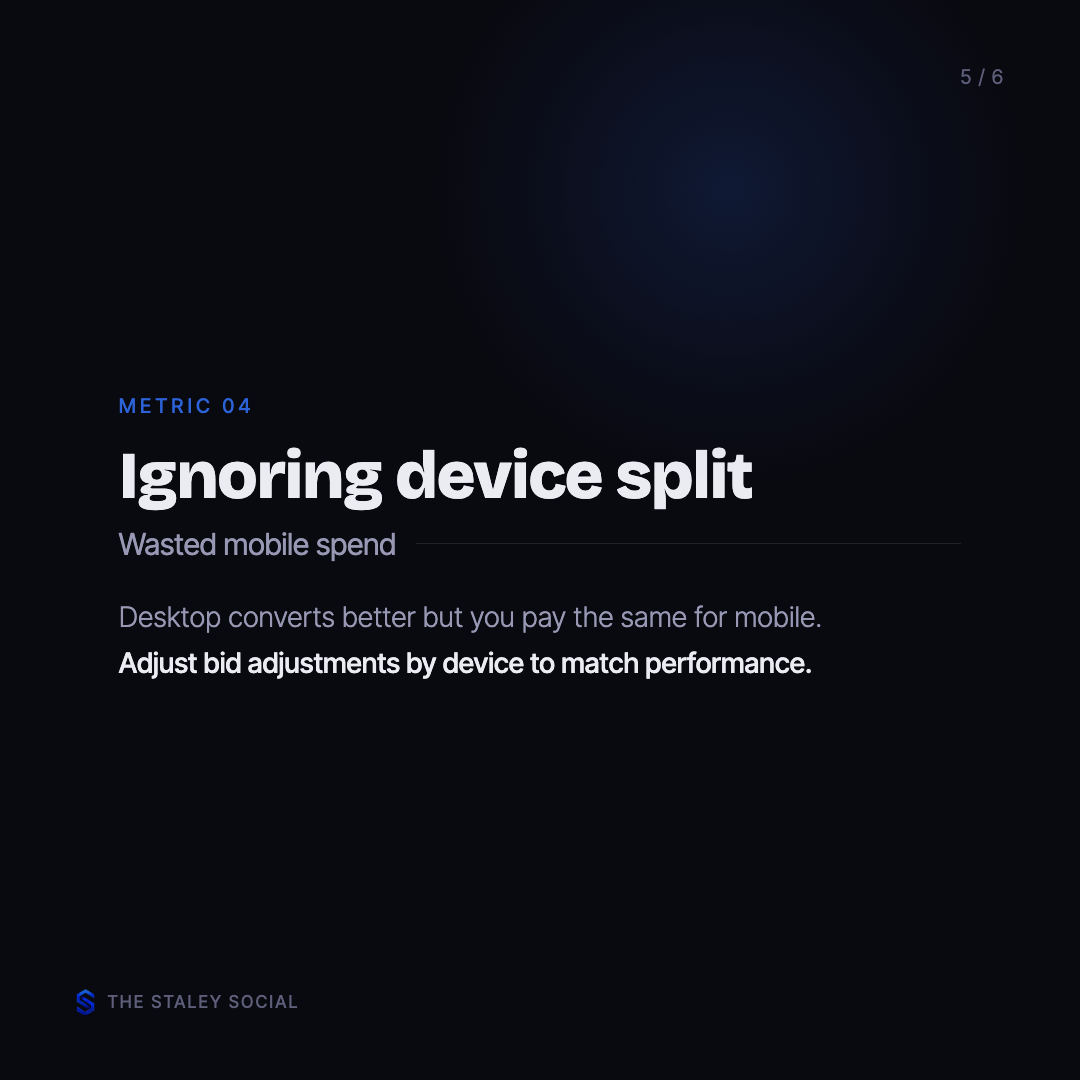 5 / 6
METRIC 04
Ignoring device split
Wasted mobile spend
Desktop converts better but you pay the same for mobile.
Adjust bid adjustments by device to match performance.
THE STALEY SOCIAL